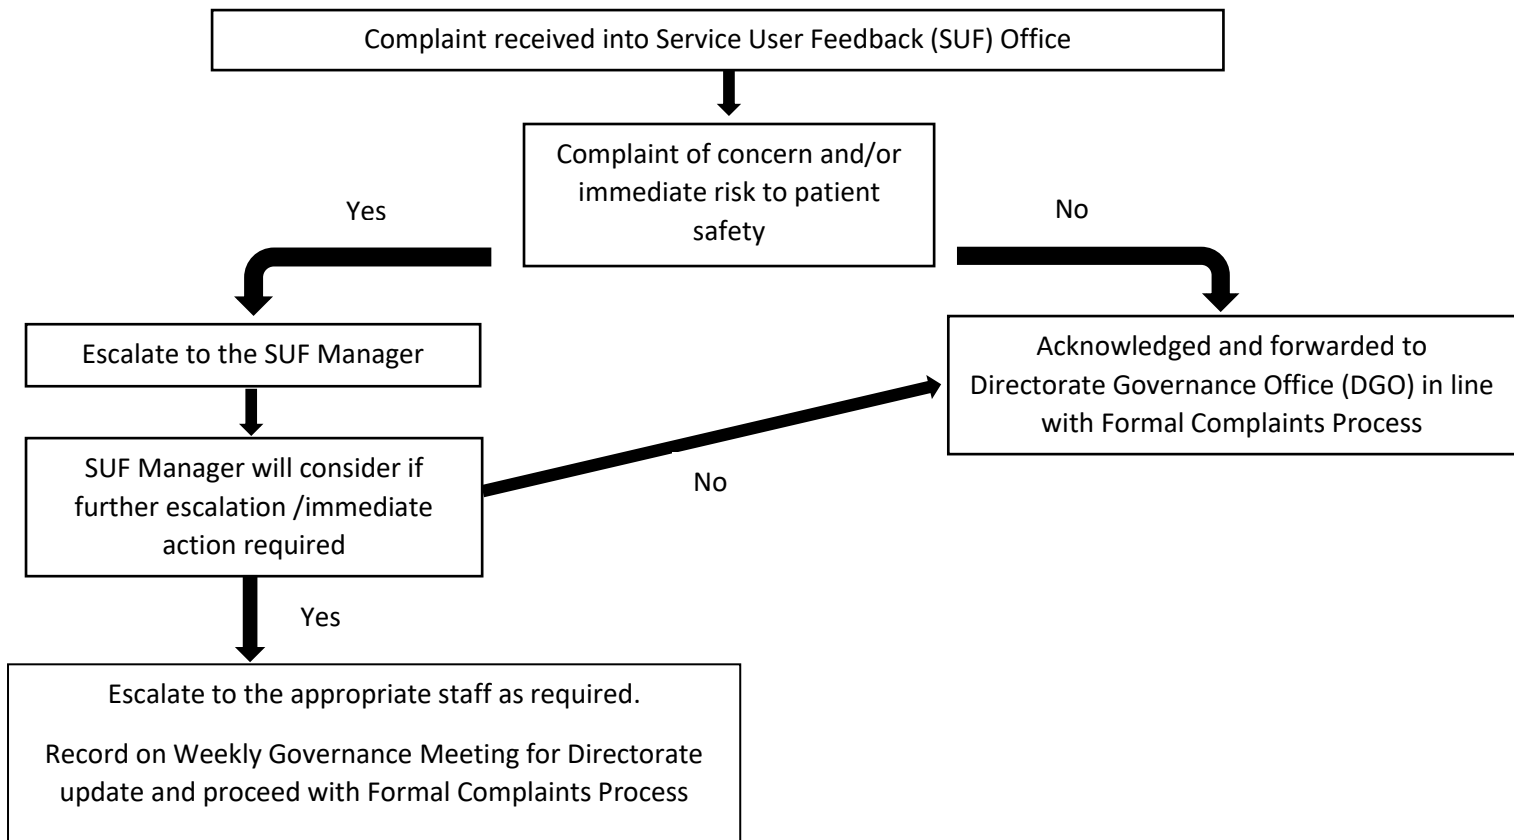 Complaint received into Service User Feedback (SUF) Office
Complaint of concern and/or
immediate risk to patient
safety
Yes
No
Escalate to the SUF Manager
Acknowledged and forwarded to
Directorate Governance Office (DGO) in line
with Formal Complaints Process
SUF Manager will consider if
further escalation /immediate
action required
No
Yes
Escalate to the appropriate staff as required.
Record on Weekly Governance Meeting for Directorate
update and proceed with Formal Complaints Process